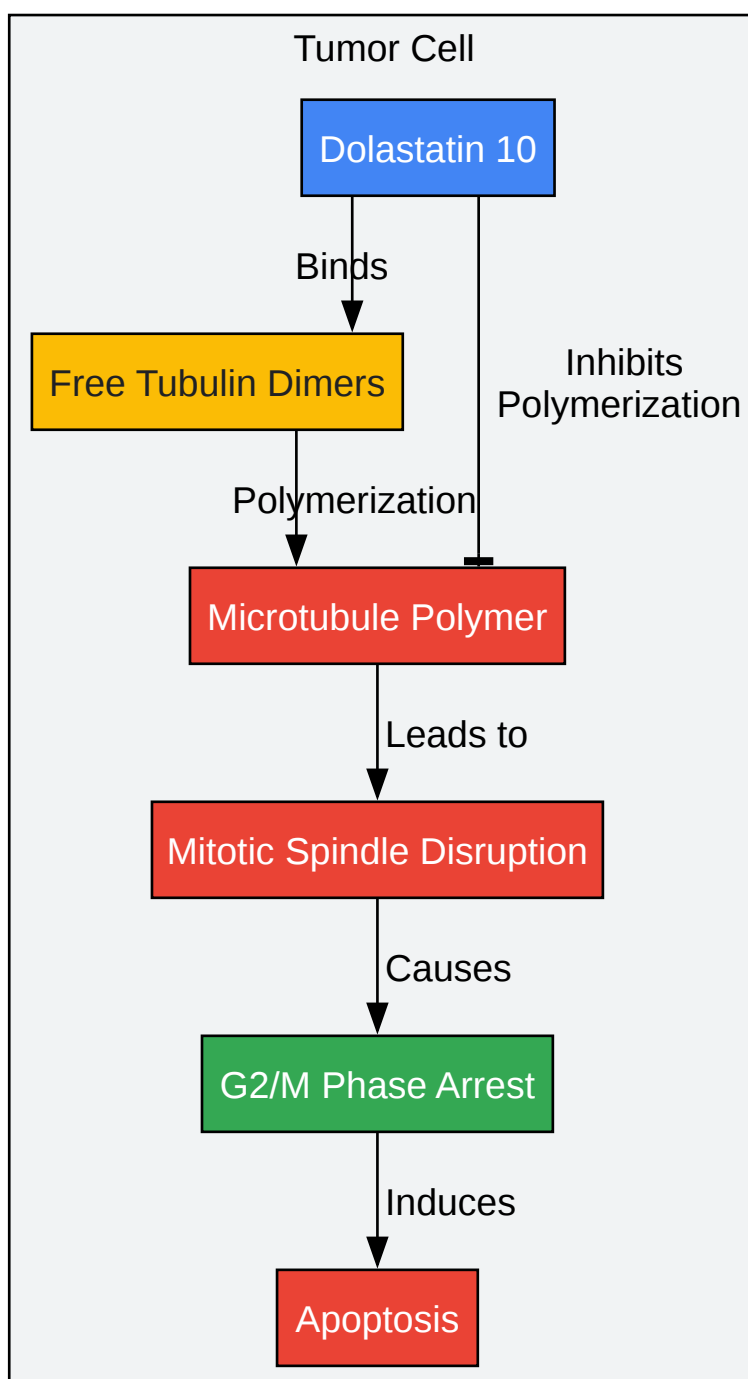 Tumor Cell
Dolastatin 10
Binds
Free Tubulin Dimers
Inhibits
Polymerization
Polymerization
Microtubule Polymer
Leads to
Mitotic Spindle Disruption
Causes
G2/M Phase Arrest
Induces
Apoptosis